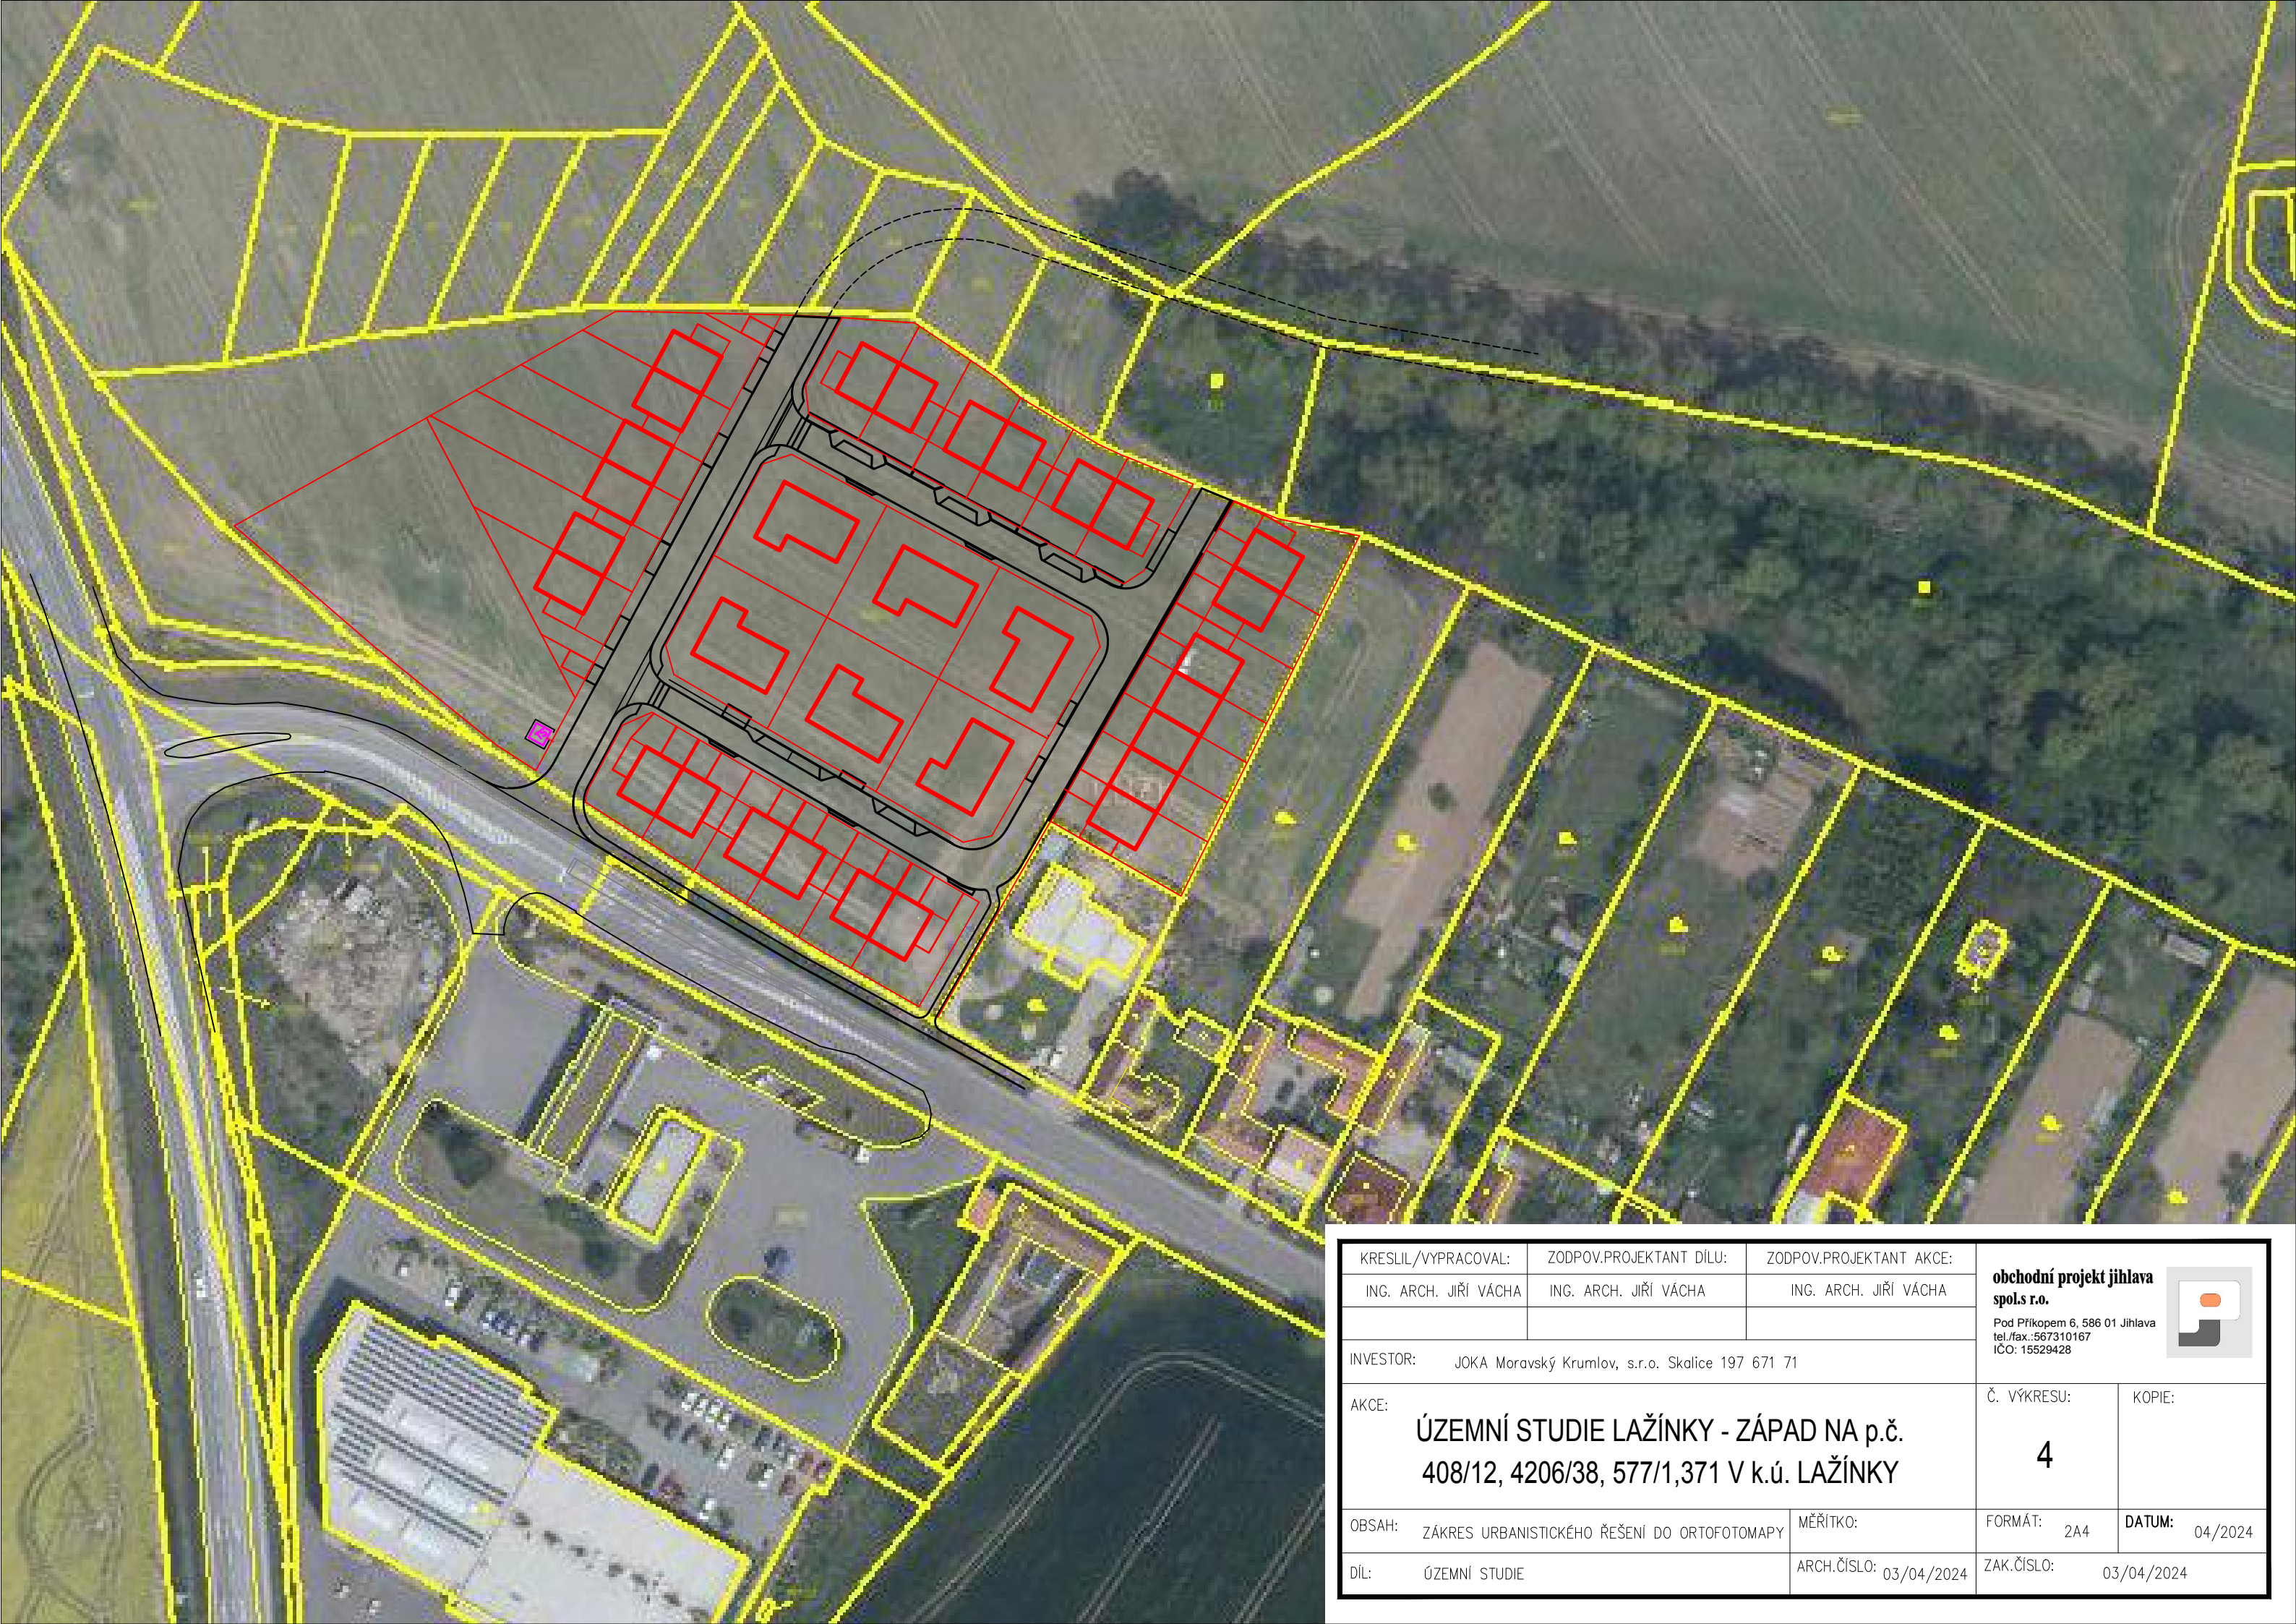 KRESLIL/VYPRACOVAL:
ZODPOV.PROJEKTANT DÍLU:
ZODPOV.PROJEKTANT AKCE:
ING. ARCH. JIŘÍ VÁCHA
ING. ARCH. JIŘÍ VÁCHA
ING. ARCH. JIŘÍ VÁCHA
obchodní projekt jihlava
spol.s r.o.
Pod Příkopem 6, 586 01 Jihlava
tel./fax.:567310167
IČO: 15529428
INVESTOR: JOKA Moravský Krumlov, s.r.o. Skalice 197 671 71
AKCE:
ÚZEMNÍ STUDIE LAŽÍNKY - ZÁPAD NA p.č.
408/12, 4206/38, 577/1,371 V k.ú. LAŽÍNKY
Č. VÝKRESU:
4
KOPIE:
OBSAH: ZÁKRES URBANISTICKÉHO ŘEŠENÍ DO ORTOFOTOMAPY
MĚŘÍTKO:
FORMÁT: 2A4
DATUM: 04/2024
DÍL: ÚZEMNÍ STUDIE
ARCH.ČÍSLO: 03/04/2024
ZAK.ČÍSLO: 03/04/2024